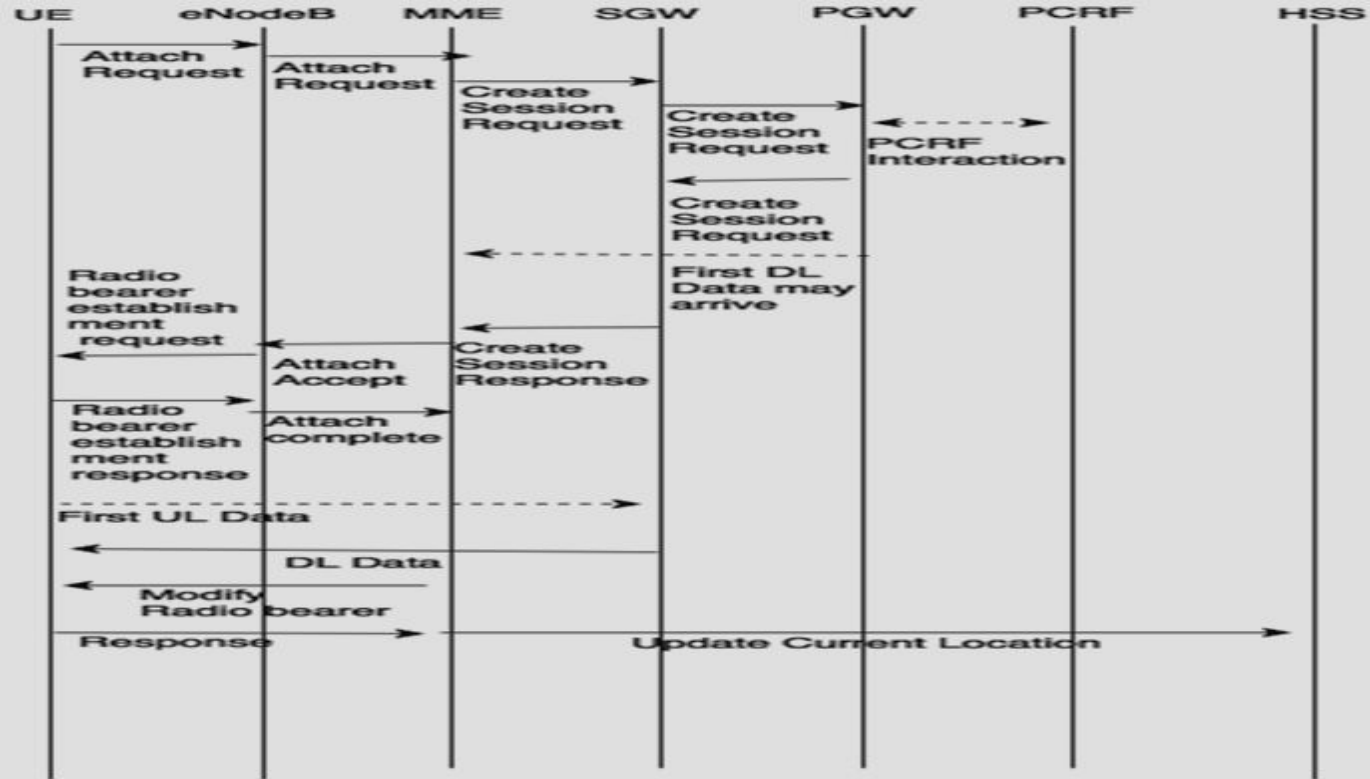 UE eNodeB MME SGW PGW PCRF HSS
Attach
Request
Attach
Request
Create
Session
Request
Create
Session
Request
PCRF
Interaction
Create
Session
Request
First DL
Data may
arrive
Radio
bearer
establish
ment
request
Create
Session
Response
Attach
Accept
Radio
bearer
establish
ment
response
Attach
complete
First UL Data
DL Data
Modify
Radio bearer
Response
Update Current Location